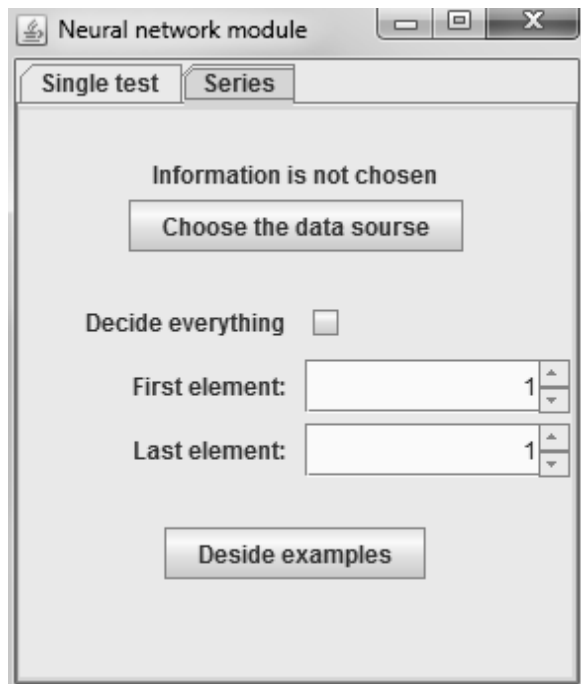 Neural network module
Single test Series
Information is not chosen
Choose the data sourse
Decide everything
First element: 1
Last element: 1
Deside examples